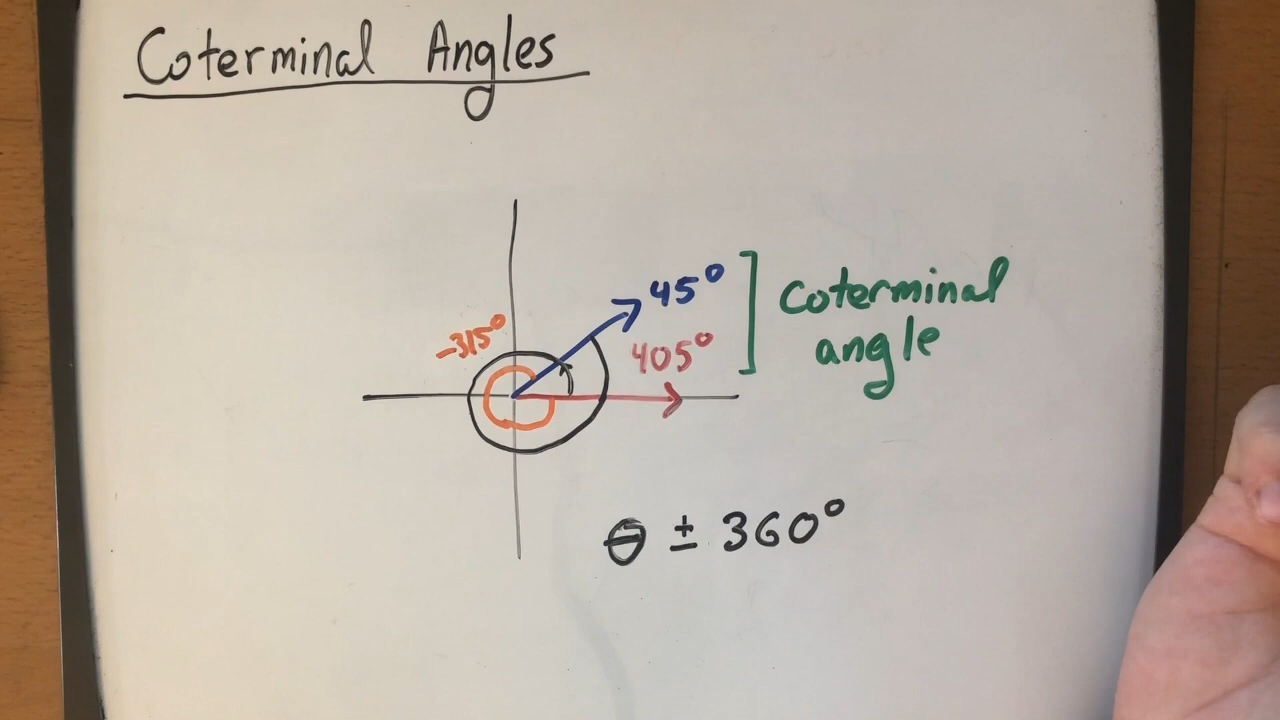 Coterminal Angles
45°
-315°
405°
coterminal
angle
θ ± 360°